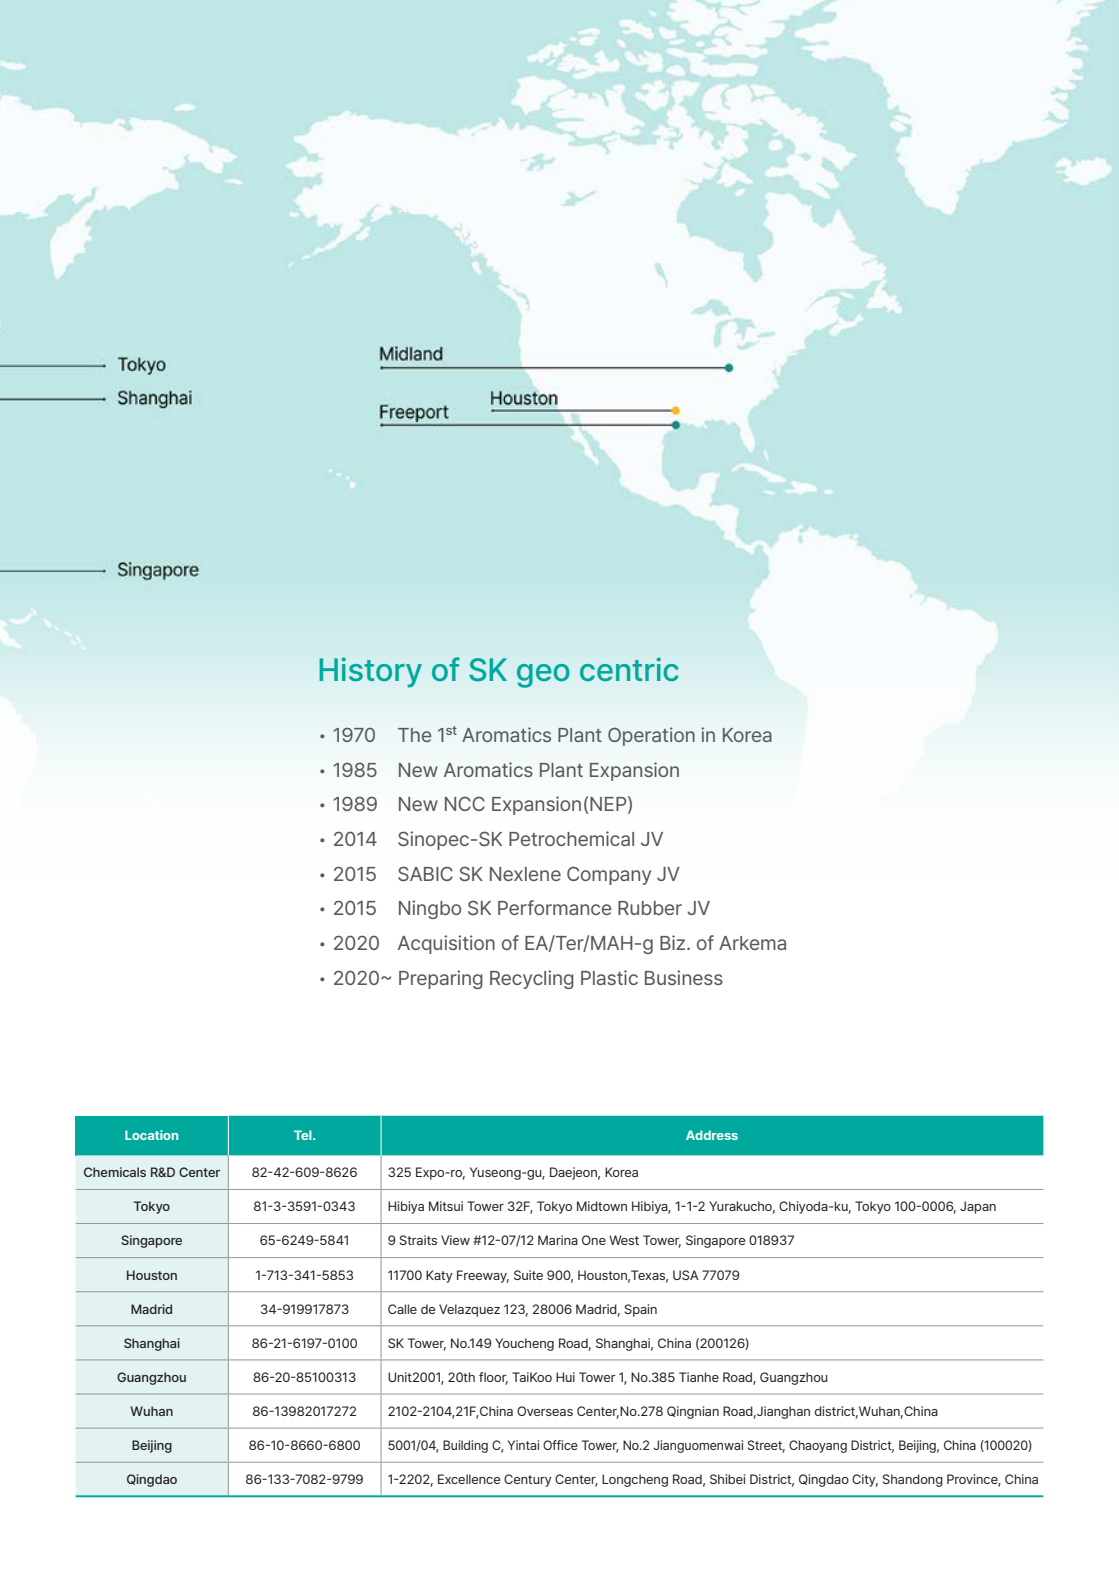 Midland
Tokyo
Houston
Shanghai
Freeport
Singapore
History of SK geo centric
• 1970 The 1st Aromatics Plant Operation in Korea
• 1985 New Aromatics Plant Expansion
• 1989 New NCC Expansion(NEP)
• 2014 Sinopec-SK Petrochemical JV
• 2015 SABIC SK Nexlene Company JV
• 2015 Ningbo SK Performance Rubber JV
• 2020 Acquisition of EA/Ter/MAH-g Biz. of Arkema
• 2020~ Preparing Recycling Plastic Business
Location Tel. Address
Chemicals R&D Center 82-42-609-8626 325 Expo-ro, Yuseong-gu, Daejeon, Korea
Tokyo 81-3-3591-0343 Hibiya Mitsui Tower 32F, Tokyo Midtown Hibiya, 1-1-2 Yurakucho, Chiyoda-ku, Tokyo 100-0006, Japan
Singapore 65-6249-5841 9 Straits View #12-07/12 Marina One West Tower, Singapore 018937
Houston 1-713-341-5853 11700 Katy Freeway, Suite 900, Houston,Texas, USA 77079
Madrid 34-919917873 Calle de Velazquez 123, 28006 Madrid, Spain
Shanghai 86-21-6197-0100 SK Tower, No.149 Youcheng Road, Shanghai, China (200126)
Guangzhou 86-20-85100313 Unit2001, 20th floor, TaiKoo Hui Tower 1, No.385 Tianhe Road, Guangzhou
Wuhan 86-13982017272 2102-2104,21F,China Overseas Center,No.278 Qingnian Road,Jianghan district,Wuhan,China
Beijing 86-10-8660-6800 5001/04, Building C, Yintai Office Tower, No.2 Jianguomenwai Street, Chaoyang District, Beijing, China (100020)
Qingdao 86-133-7082-9799 1-2202, Excellence Century Center, Longcheng Road, Shibei District, Qingdao City, Shandong Province, China